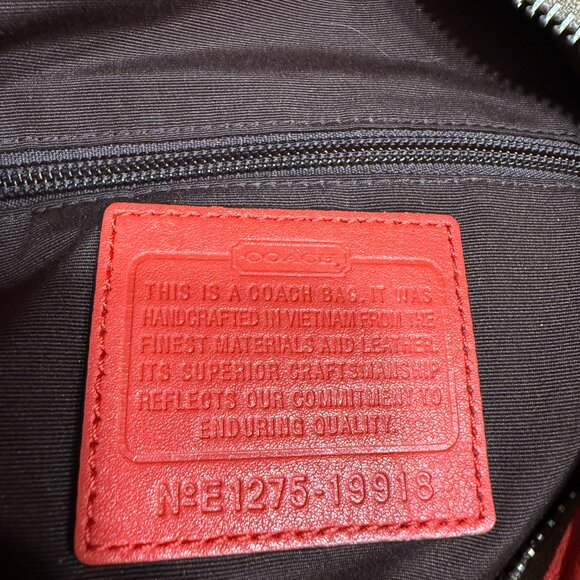 COACH
THIS IS A COACH BAG. IT WAS
HANDCRAFTED IN VIETNAM FROM THE
FINEST MATERIALS AND LEATHER.
ITS SUPERIOR CRAFTSMANSHIP
REFLECTS OUR COMMITMENT TO
ENDURING QUALITY.
NºE1275-19918